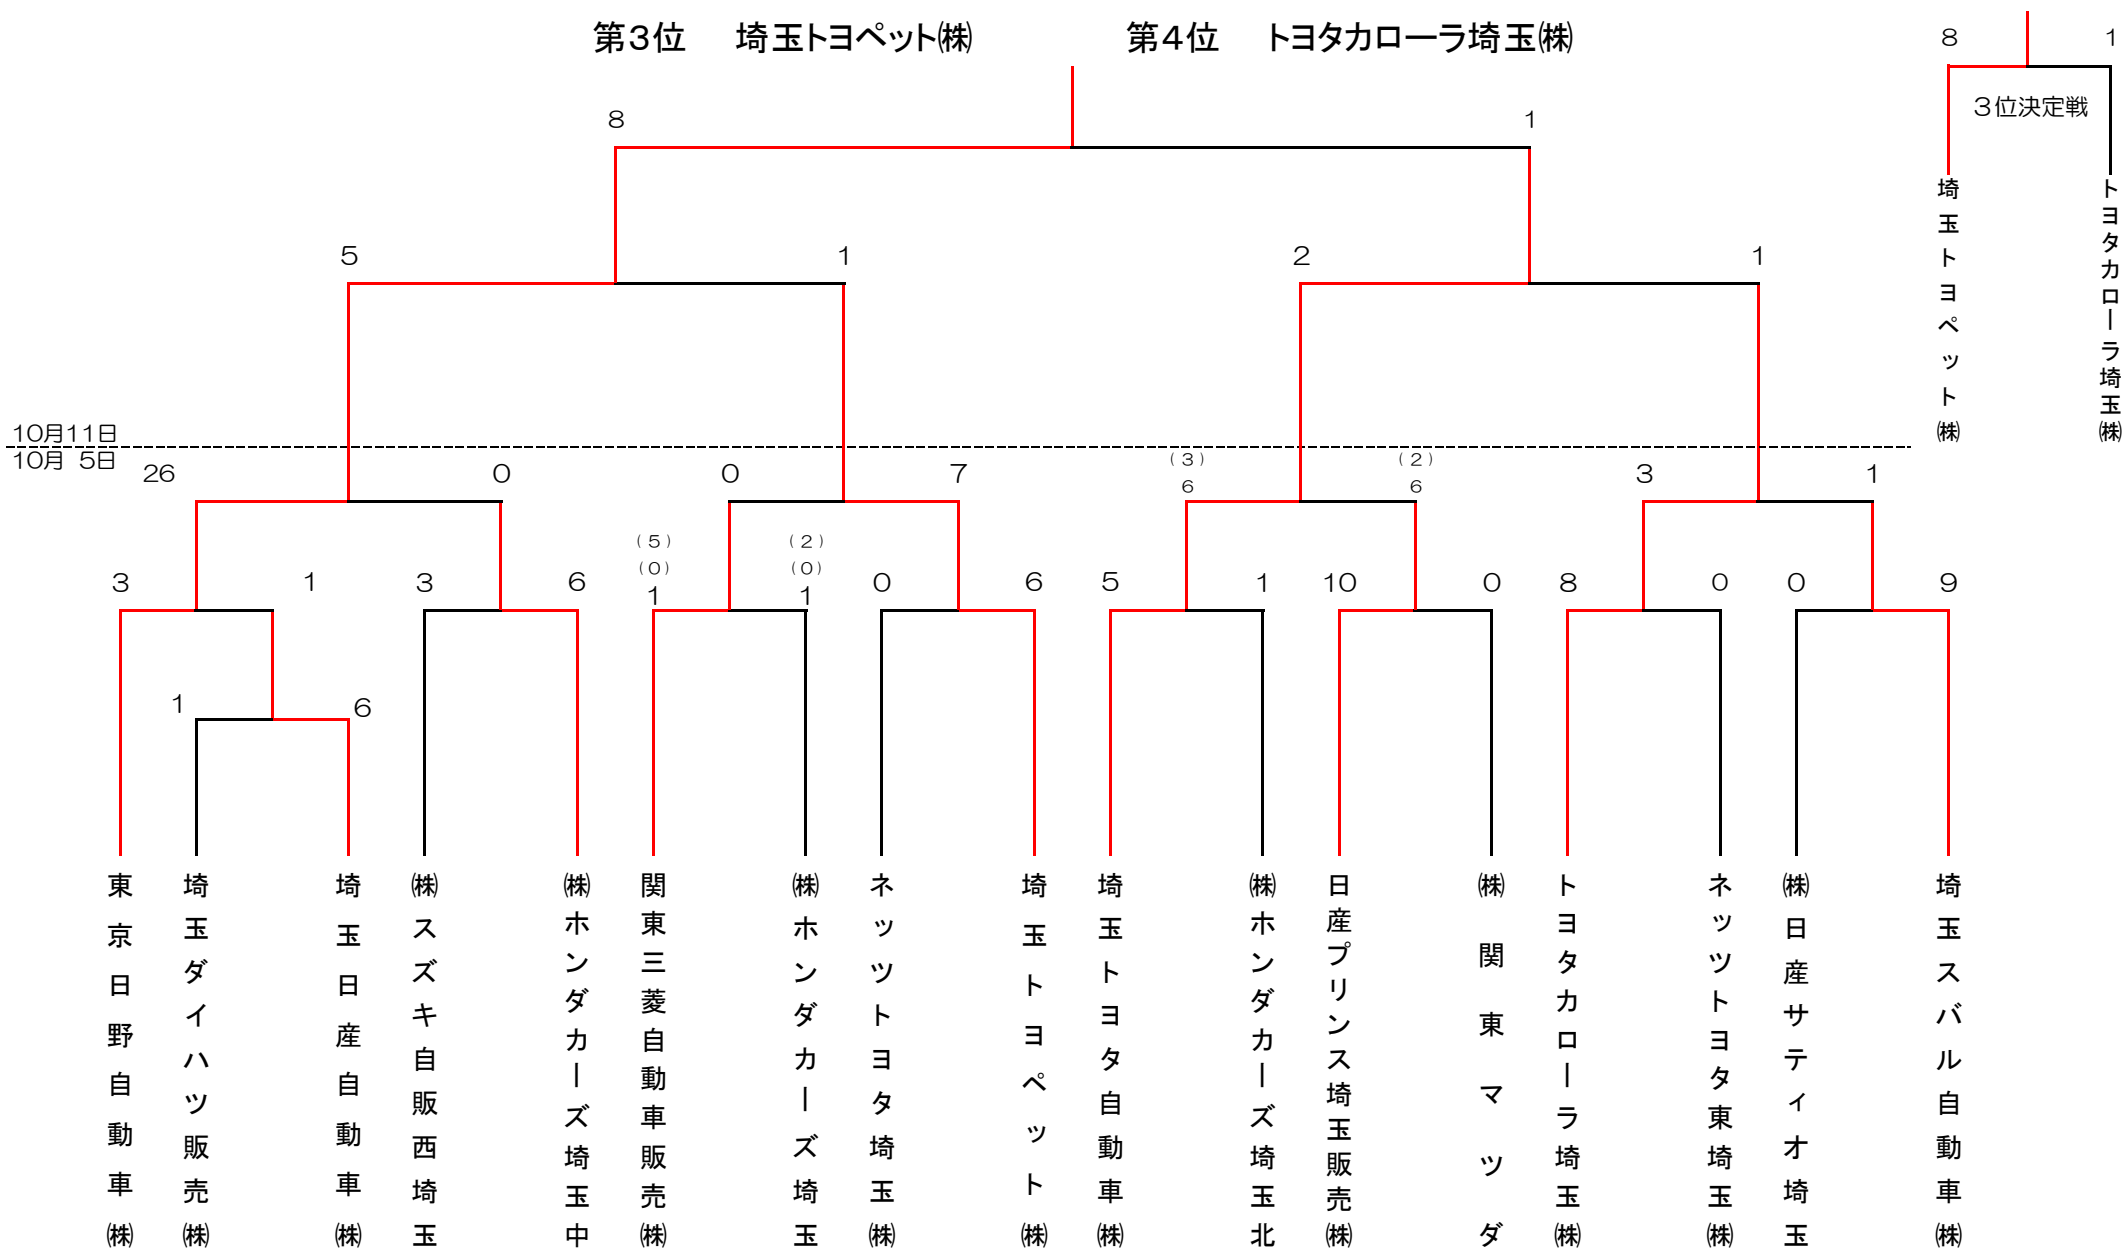 第３位　埼玉トヨペット㈱　第４位　トヨタカローラ埼玉㈱
8 1
３位決定戦
埼玉トヨペット㈱
トヨタカローラ埼玉㈱
8 1
5 1 2 1
10月11日
10月 5日
26 0 0 7 (3) (2) 3 1
6 6
(5) (2)
(0) (0)
3 1 3 6 1 1 0 6 5 1 10 0 8 0 0 9
1 6
東京日野自動車㈱
埼玉ダイハツ販売㈱
埼玉日産自動車㈱
㈱スズキ自販西埼玉
㈱ホンダカーズ埼玉中
関東三菱自動車販売㈱
㈱ホンダカーズ埼玉
ネッツトヨタ埼玉㈱
埼玉トヨペット㈱
埼玉トヨタ自動車㈱
㈱ホンダカーズ埼玉北
日産プリンス埼玉販売㈱
㈱関東マツダ
トヨタカローラ埼玉㈱
ネッツトヨタ東埼玉㈱
㈱日産サティオ埼玉
埼玉スバル自動車㈱